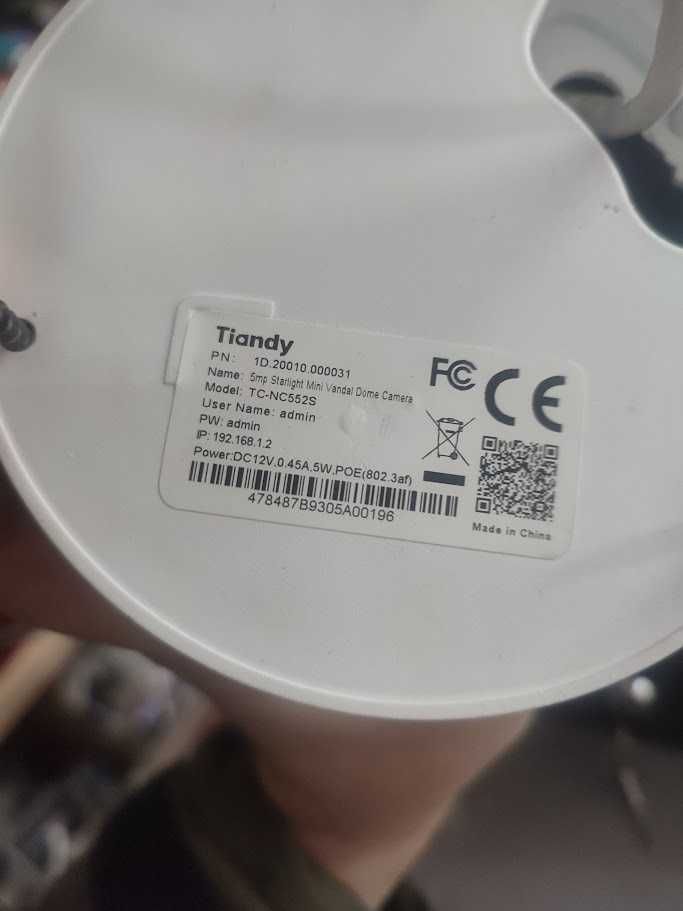 Tiandy
PN: 1D.20010.000031
Name: 5mp Starlight Mini Vandal Dome Camera
Model: TC-NC552S
User Name: admin
PW: admin
IP: 192.168.1.2
Power:DC12V,0.45A,5W,POE(802.3af)
478487B9305A00196
FC CE
Made in China